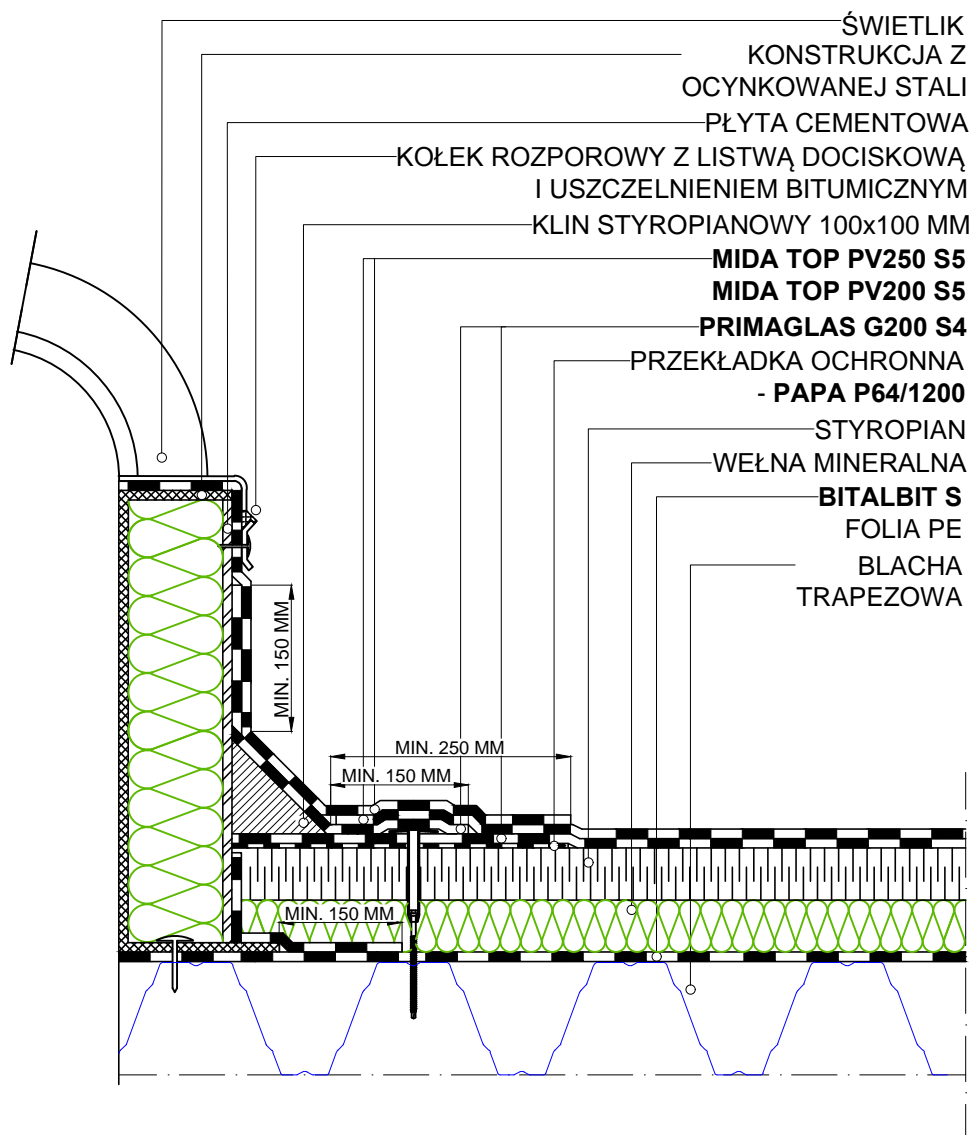 ŚWIETLIK
KONSTRUKCJA Z
OCYNKOWANEJ STALI
PŁYTA CEMENTOWA
KOŁEK ROZPOROWY Z LISTWĄ DOCISKOWĄ
I USZCZELNIENIEM BITUMICZNYM
KLIN STYROPIANOWY 100x100 MM
MIDA TOP PV250 S5
MIDA TOP PV200 S5
PRIMAGLAS G200 S4
PRZEKŁADKA OCHRONNA
- PAPA P64/1200
STYROPIAN
WEŁNA MINERALNA
BITALBIT S
FOLIA PE
BLACHA
TRAPEZOWA
MIN. 150 MM
MIN. 250 MM
MIN. 150 MM
MIN. 150 MM